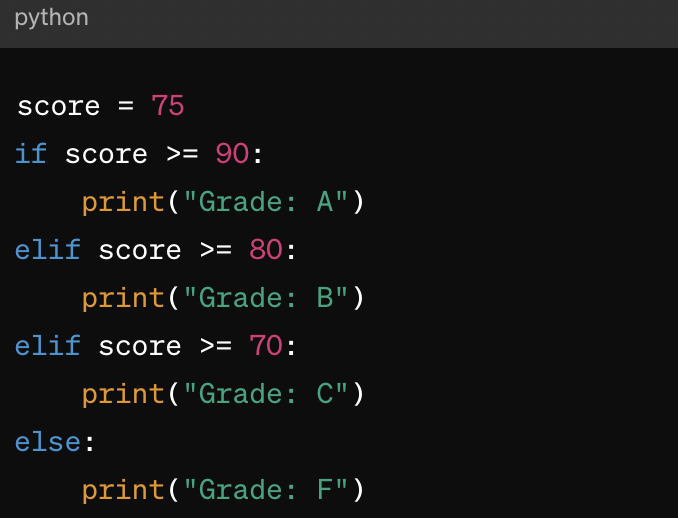 python
score = 75
if score >= 90:
    print("Grade: A")
elif score >= 80:
    print("Grade: B")
elif score >= 70:
    print("Grade: C")
else:
    print("Grade: F")